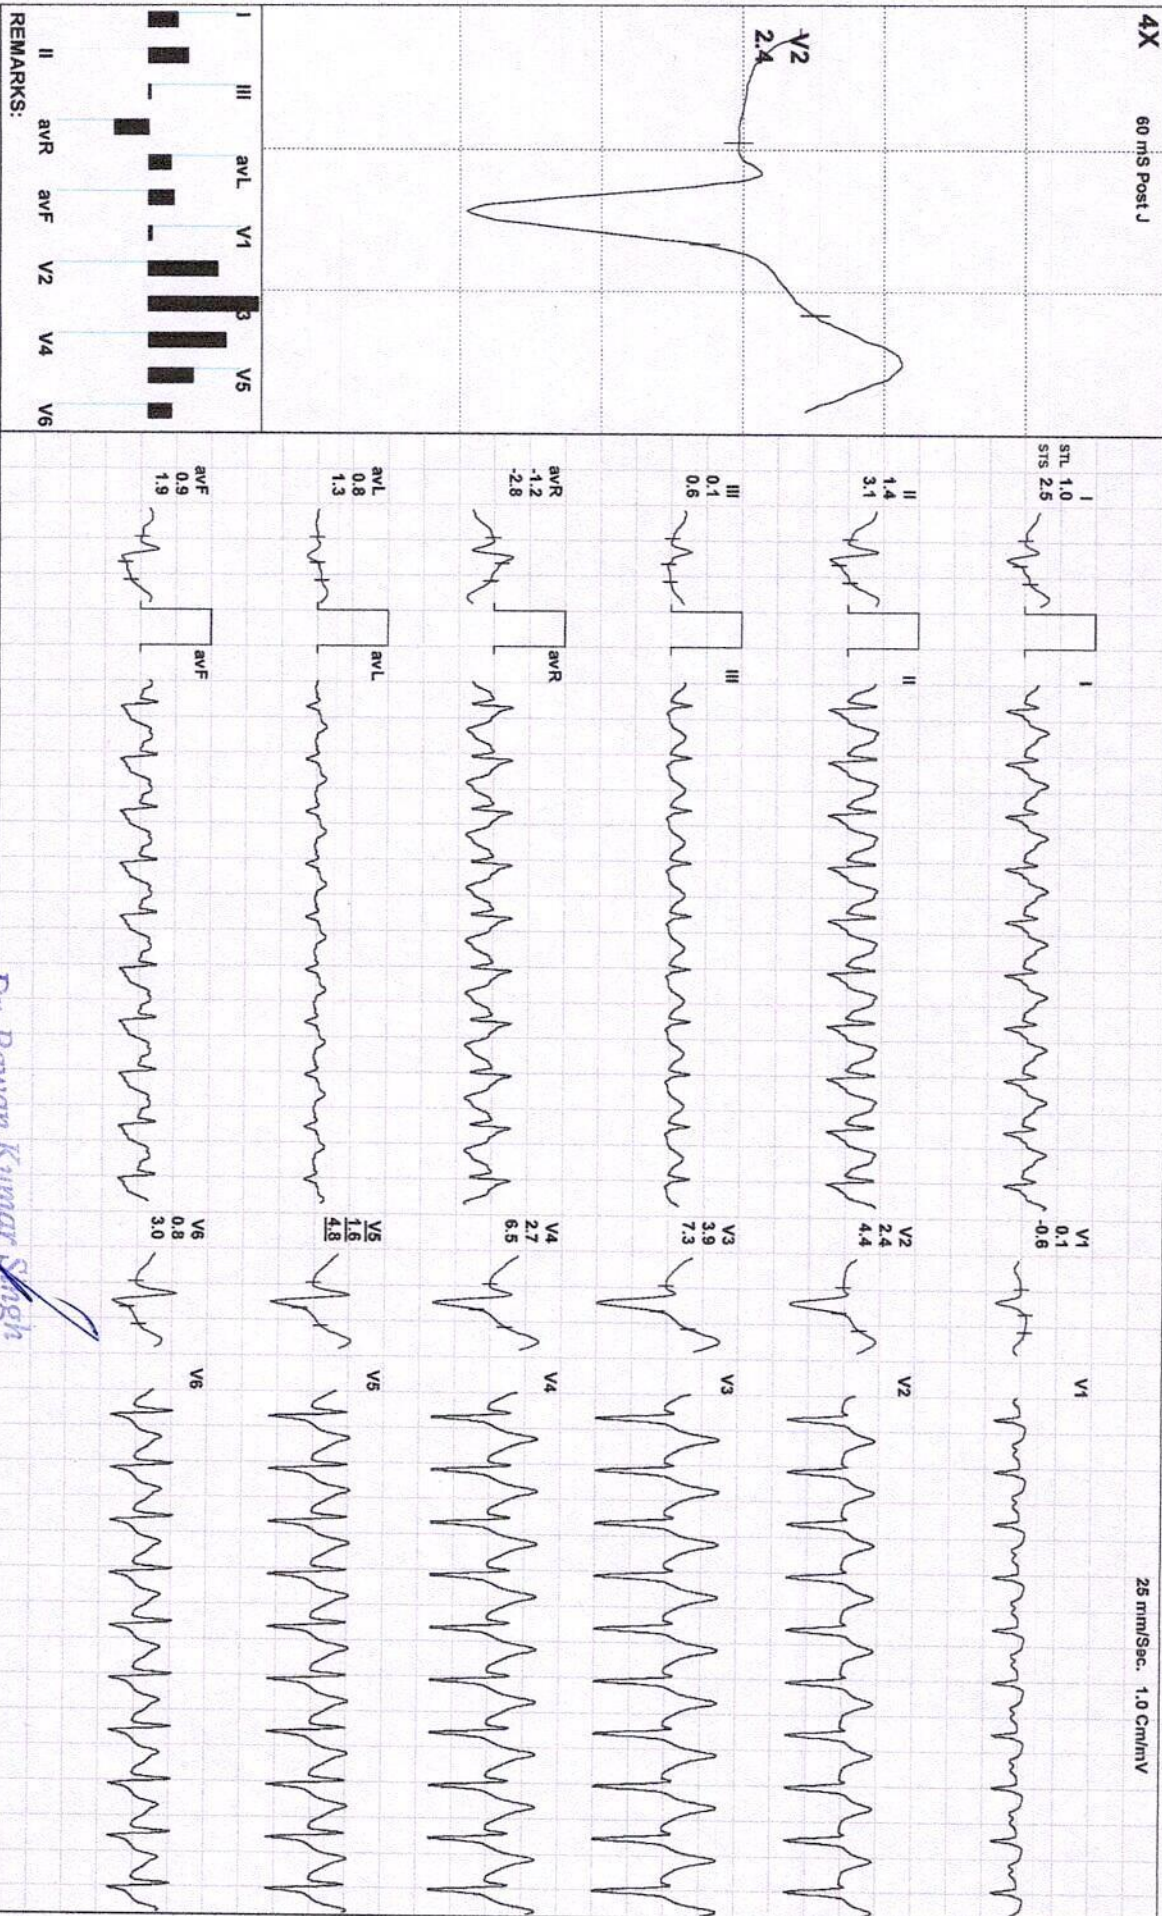 4X
60 mS Post J
25 mm/Sec. 1.0 Cm/mV
V2
2.4
I
STL 1.0
STS 2.5
I
V1
0.1
-0.6
V1
II
1.4
3.1
II
V2
2.4
4.4
V2
III
0.1
0.6
III
V3
3.9
7.3
V3
avR
-1.2
-2.8
avR
V4
2.7
6.5
V4
avL
0.8
1.3
avL
V5
1.6
4.8
V5
avF
0.9
1.9
avF
V6
0.8
3.0
V6
I III avL V1 3 V5
II avR avF V2 V4 V6
REMARKS:
Dr. Pawan Kumar Singh